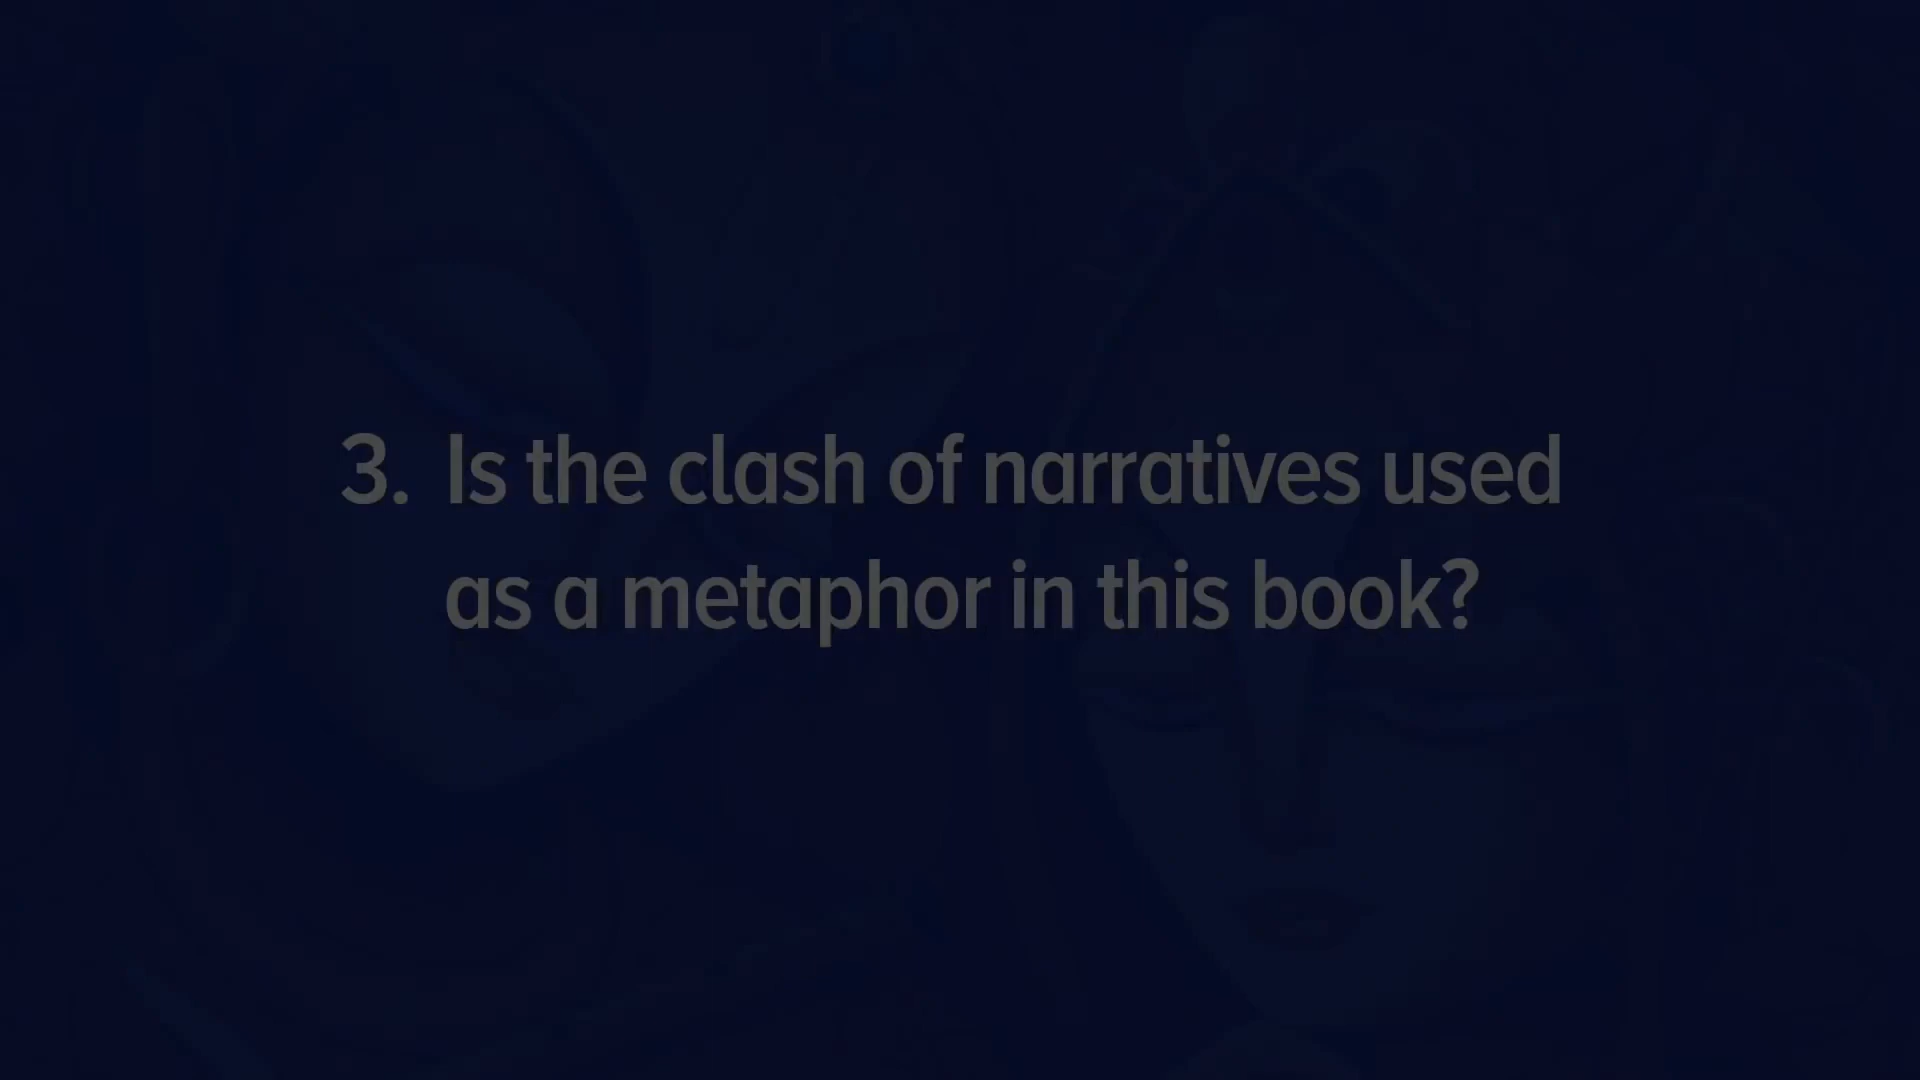 3. Is the clash of narratives used
as a metaphor in this book?